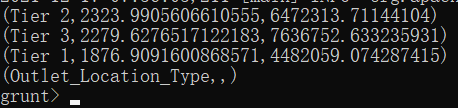 (Tier 2,2323.9905606610555,6472313.71144104)
(Tier 3,2279.6276517122183,7636752.633235931)
(Tier 1,1876.9091600868571,4482059.074287415)
(Outlet_Location_Type,,)
grunt>